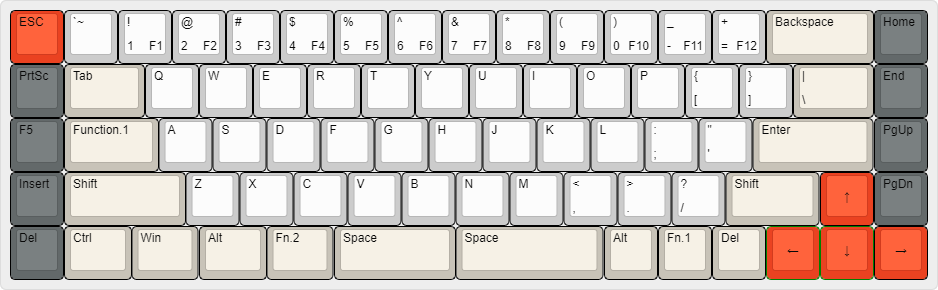 ESC `~ ! @ # $ % ^ & * ( ) _ + Backspace Home
1 F1 2 F2 3 F3 4 F4 5 F5 6 F6 7 F7 8 F8 9 F9 0 F10 - F11 = F12
PrtSc Tab Q W E R T Y U I O P { } | End
[ ] \
F5 Function.1 A S D F G H J K L : " Enter PgUp
; '
Insert Shift Z X C V B N M < > ? Shift ↑ PgDn
, . /
Del Ctrl Win Alt Fn.2 Space Space Alt Fn.1 Del ← ↓ →